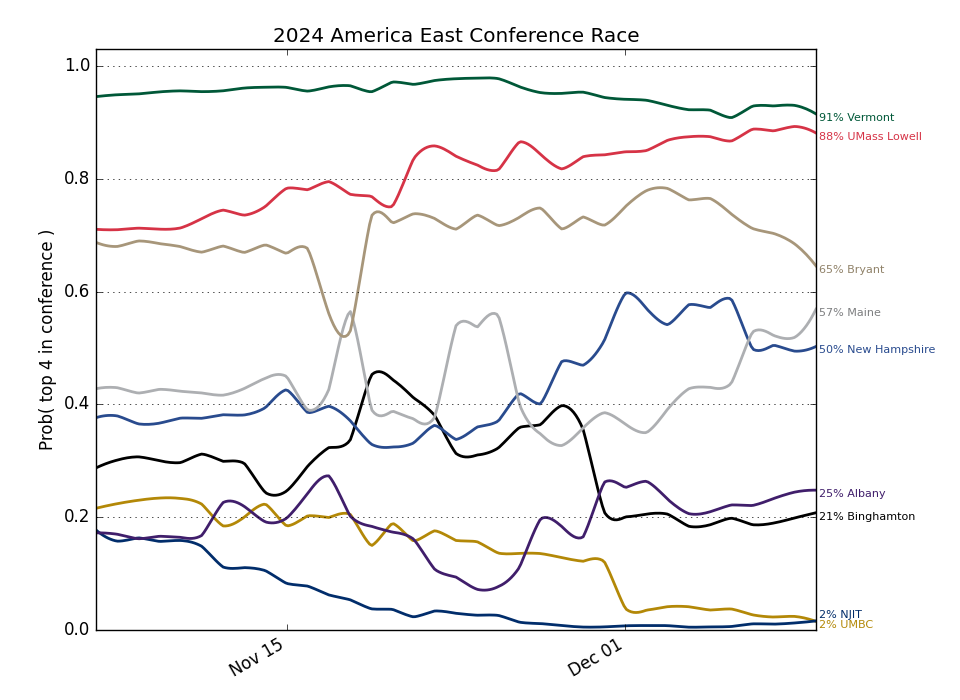 2024 America East Conference Race
Prob( top 4 in conference )
1.0
0.8
0.6
0.4
0.2
0.0
Nov 15
Dec 01
91% Vermont
88% UMass Lowell
65% Bryant
57% Maine
50% New Hampshire
25% Albany
21% Binghamton
2% NJIT
2% UMBC